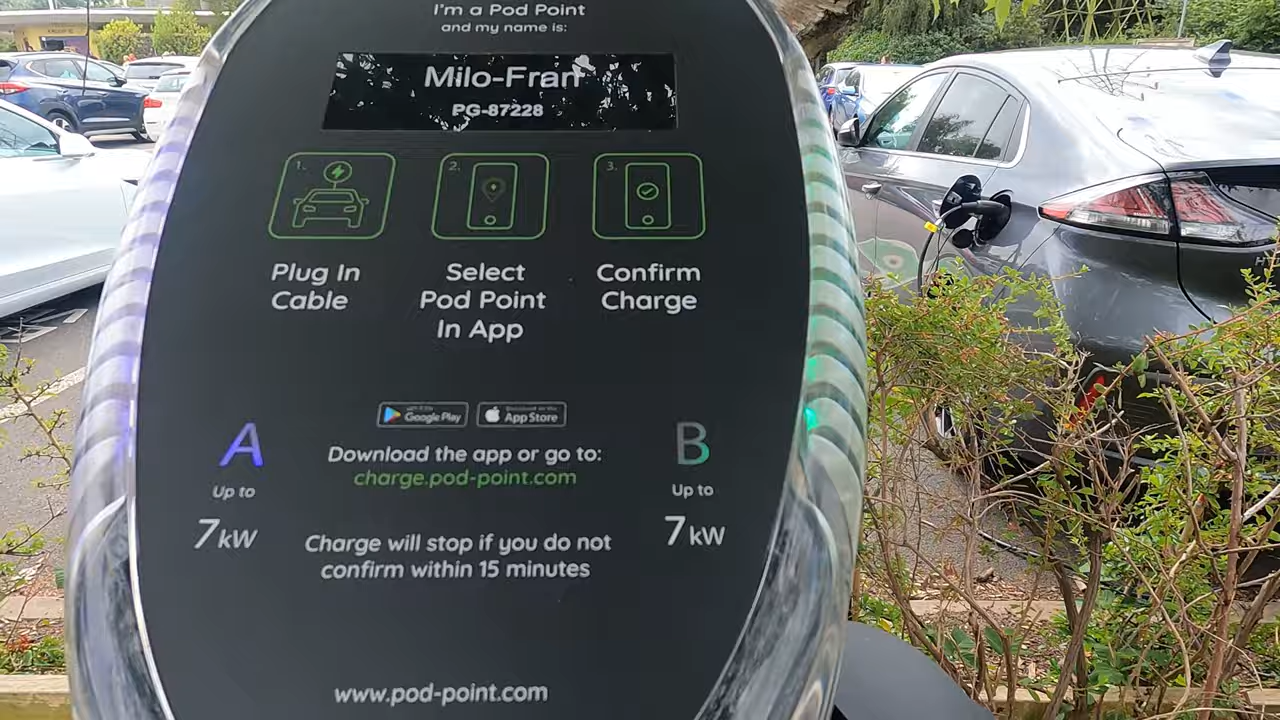 I'm a Pod Point
and my name is:
Milo-Fran
PG-87228
1.
2.
3.
Plug In
Cable
Select
Pod Point
In App
Confirm
Charge
Google Play
App Store
Download the app or go to:
charge.pod-point.com
A
Up to
7kW
B
Up to
7kW
Charge will stop if you do not
confirm within 15 minutes
www.pod-point.com